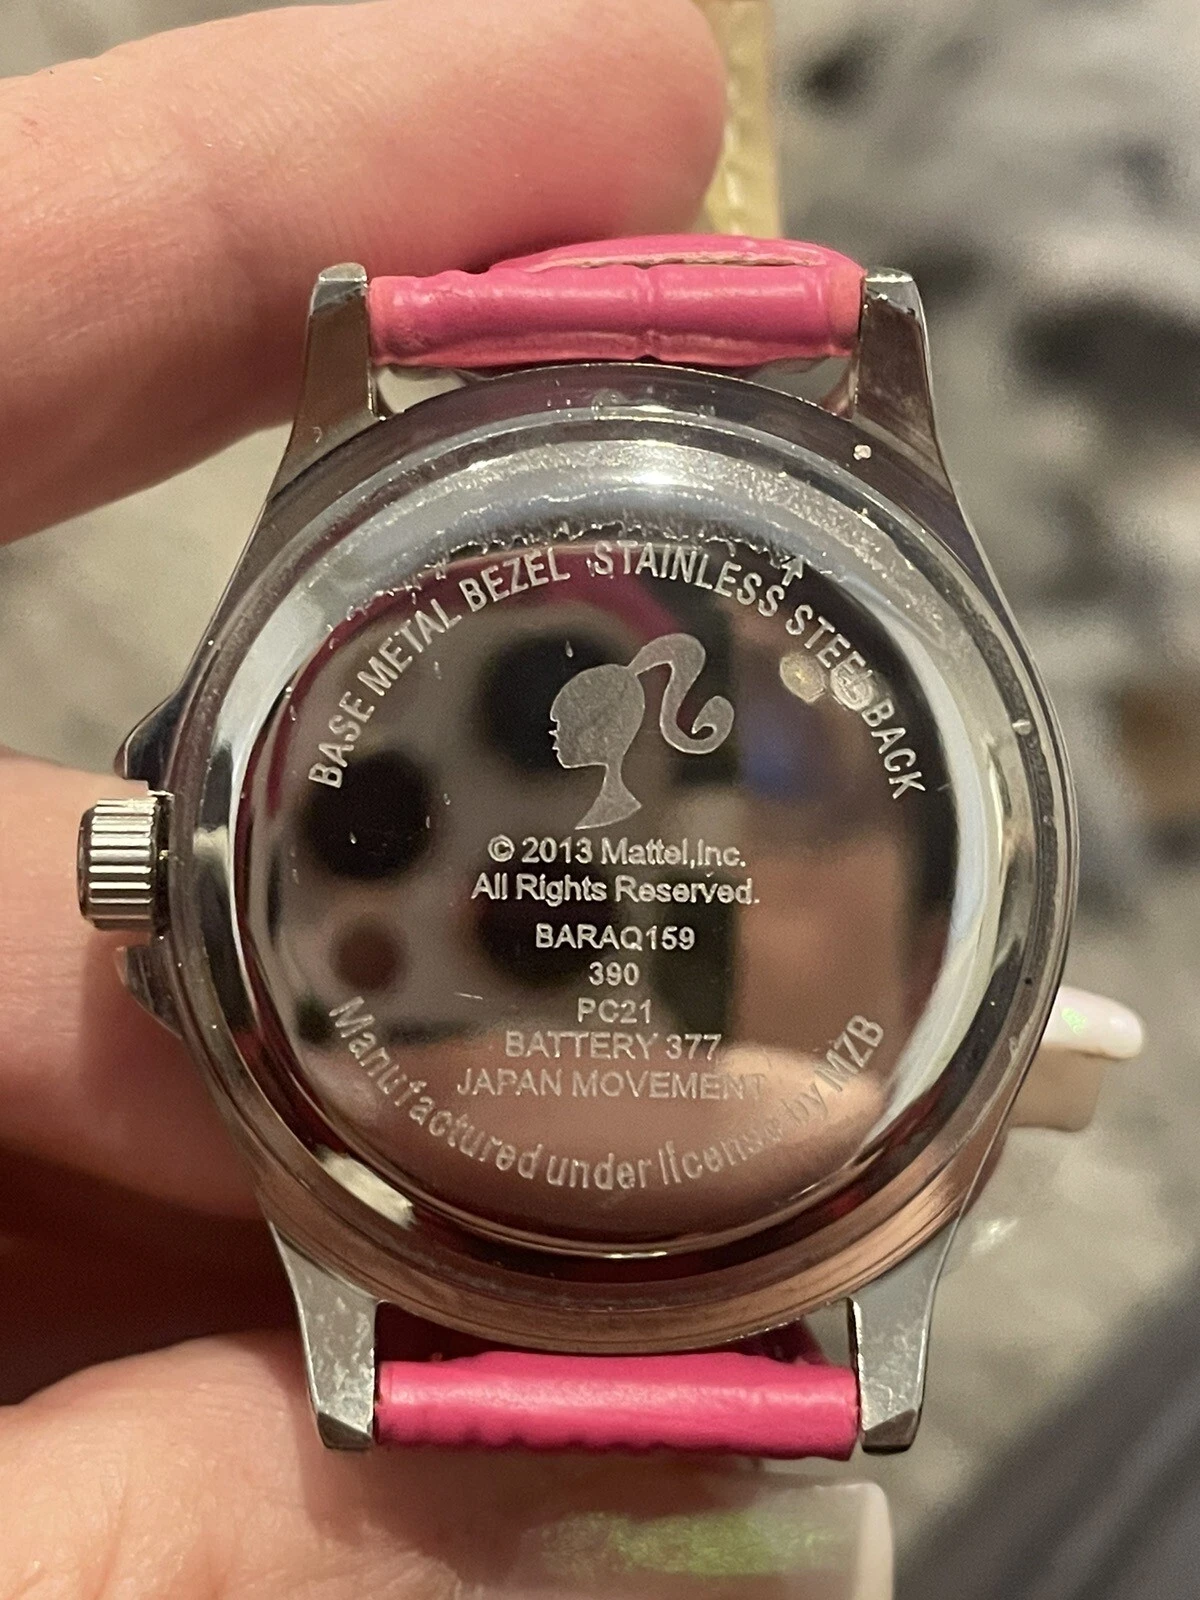 BASE METAL BEZEL STAINLESS STEEL BACK
© 2013 Mattel,Inc.
All Rights Reserved.
BARAQ159
390
PC21
BATTERY 377
JAPAN MOVEMENT
Manufactured under license by MZB